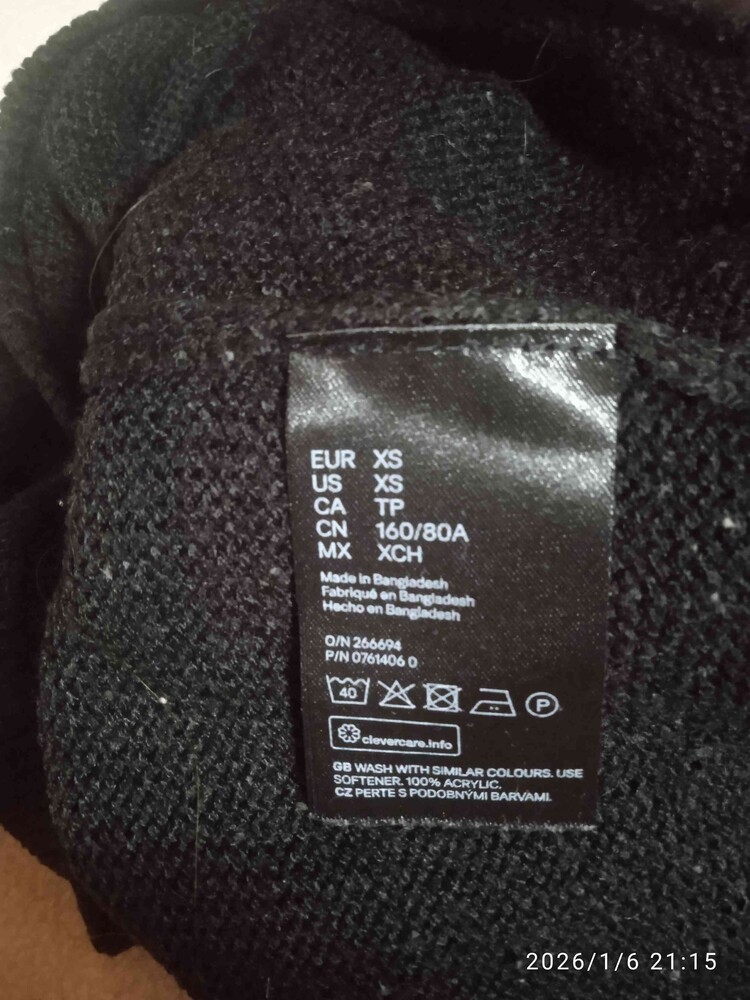 EUR XS
US XS
CA TP
CN 160/80A
MX XCH
Made in Bangladesh
Fabriqué en Bangladesh
Hecho en Bangladesh
O/N 266694
P/N 0761406 0
40
P
clevercare.info
GB WASH WITH SIMILAR COLOURS. USE
SOFTENER. 100% ACRYLIC.
CZ PERTE S PODOBNÝMI BARVAMI.
2026/1/6 21:15